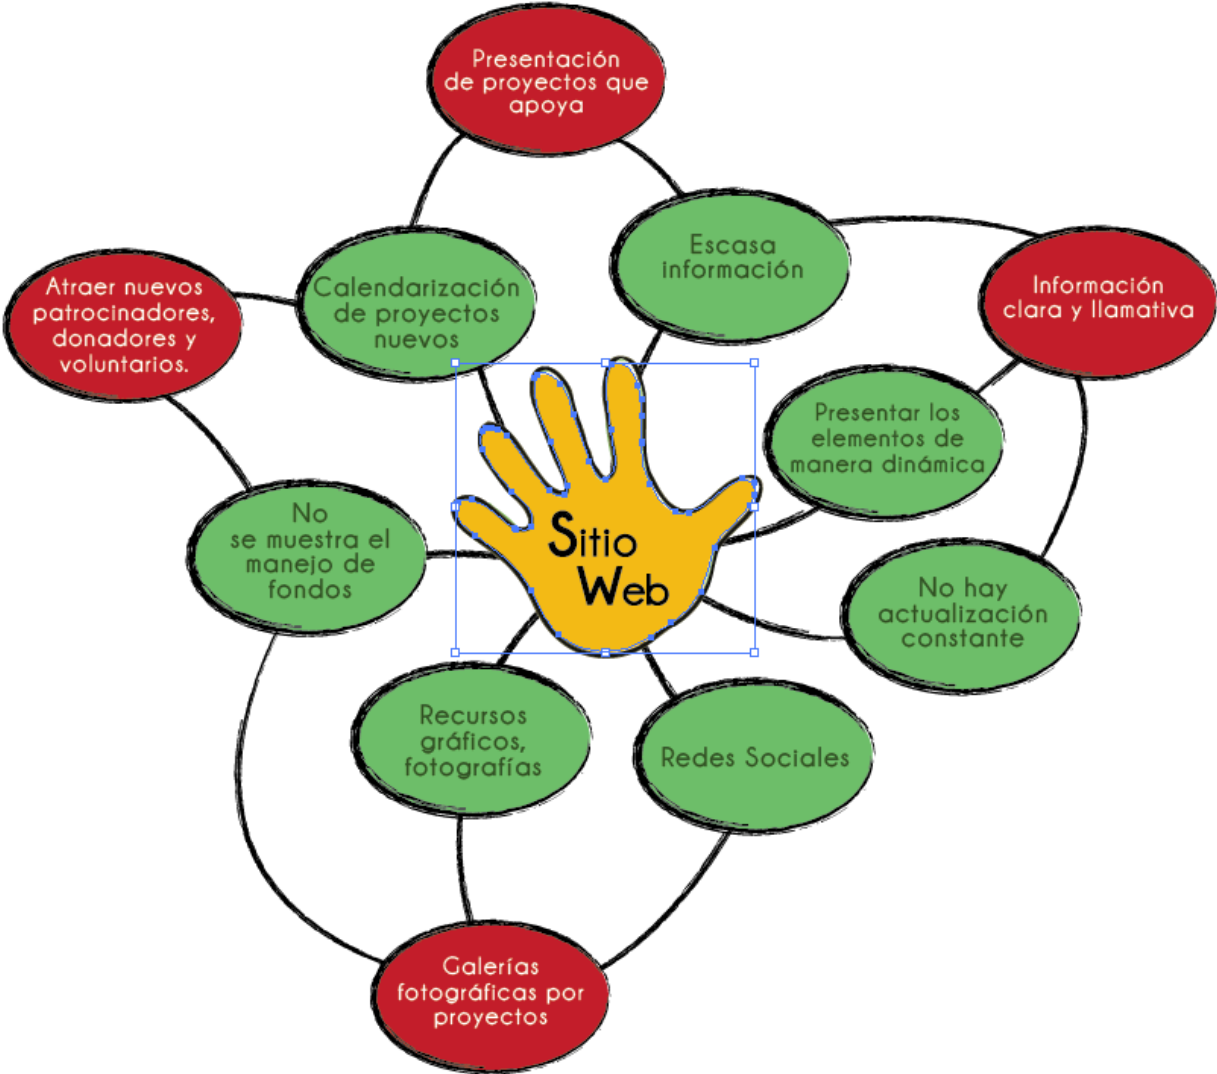 Presentación
de proyectos que
apoya
Escasa
información
Información
clara y llamativa
Calendarización
de proyectos
nuevos
Atraer nuevos
patrocinadores,
donadores y
voluntarios.
Presentar los
elementos de
manera dinámica
No
se muestra el
manejo de
fondos
Sitio
Web
No hay
actualización
constante
Recursos
gráficos,
fotografías
Redes Sociales
Galerías
fotográficas por
proyectos